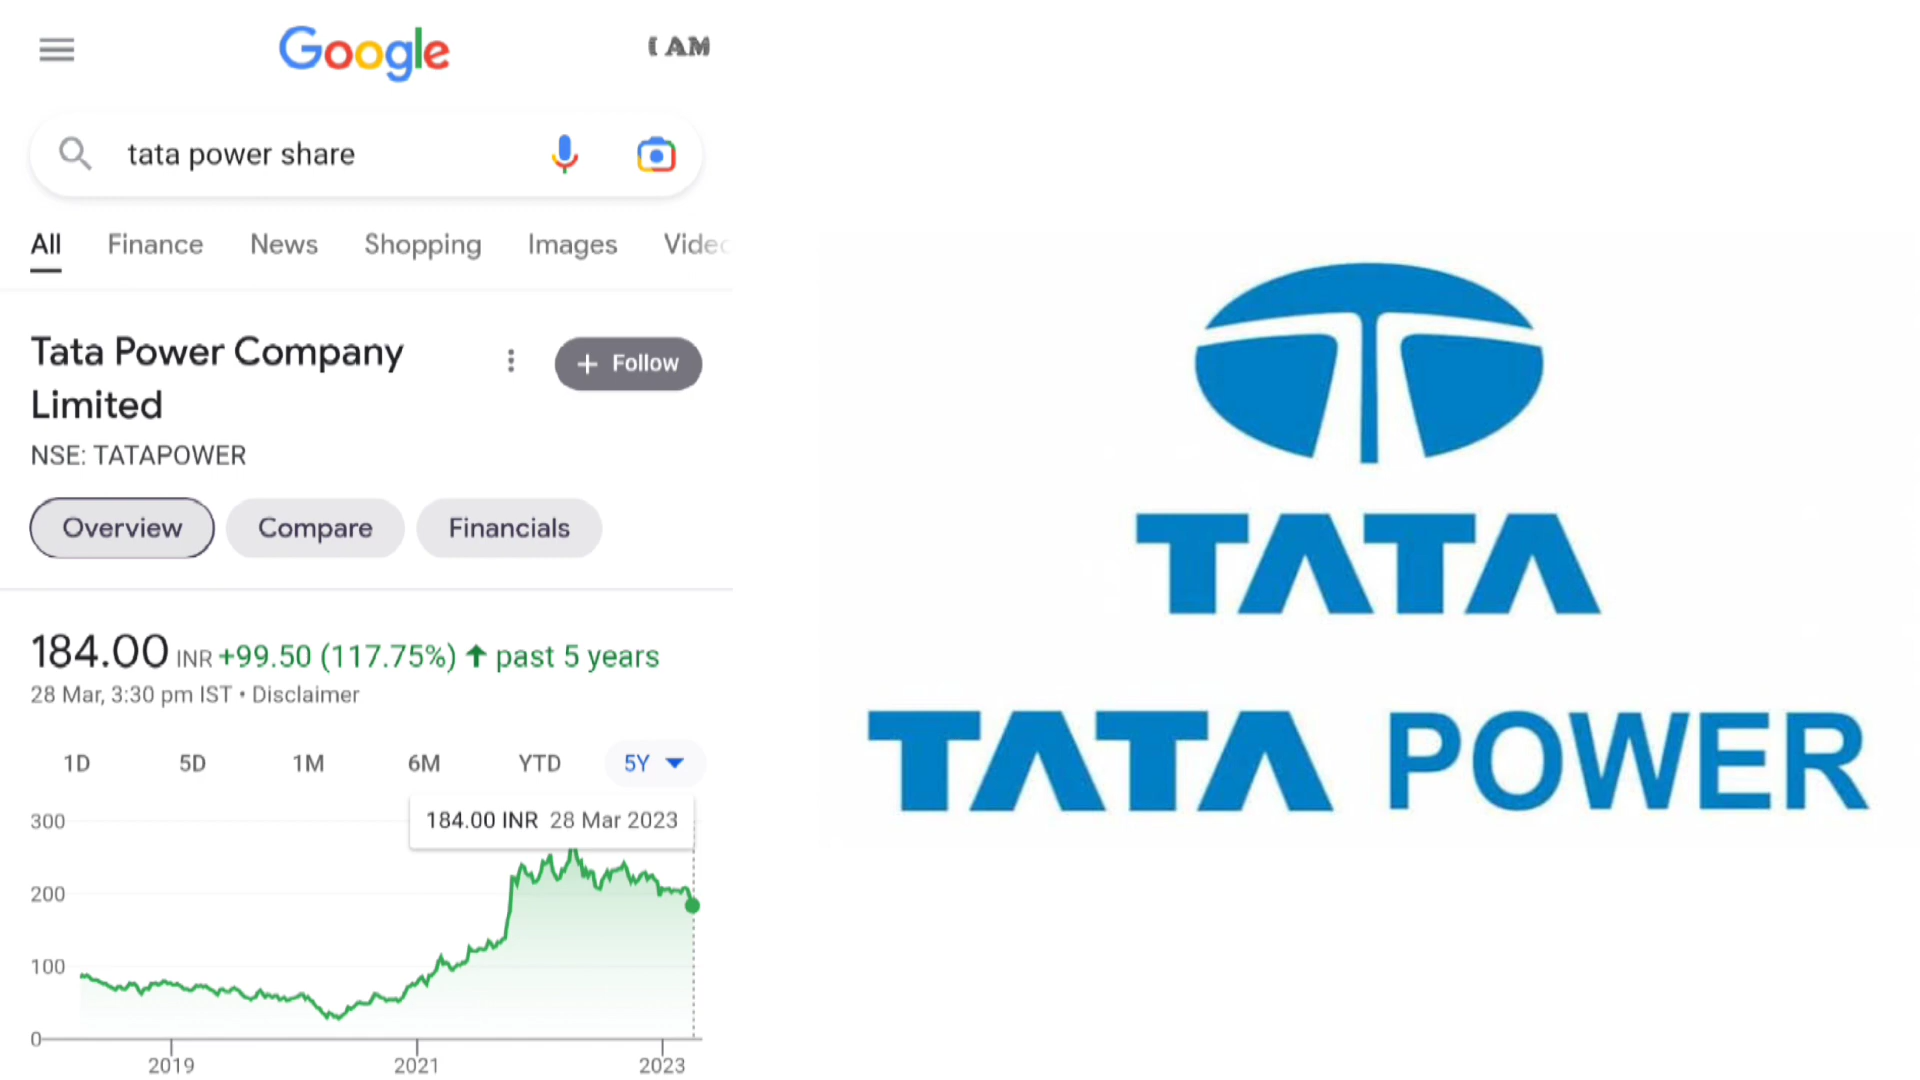 Google
AM
tata power share
All Finance News Shopping Images
Tata Power Company
Limited
+ Follow
NSE: TATAPOWER
Overview Compare Financials
184.00 INR +99.50 (117.75%) ↑ past 5 years
28 Mar, 3:30 pm IST • Disclaimer
1D 5D 1M 6M YTD 5Y
184.00 INR 28 Mar 2023
300
200
100
0
2019 2021 2023
TATA
TATA POWER